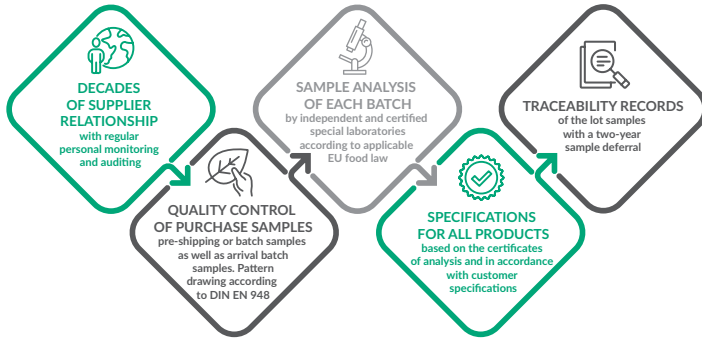 DECADES
OF SUPPLIER
RELATIONSHIP
with regular
personal monitoring
and auditing
QUALITY CONTROL
OF PURCHASE SAMPLES
pre-shipping or batch samples
as well as arrival batch
samples. Pattern
drawing according
to DIN EN 948
SAMPLE ANALYSIS
OF EACH BATCH
by independent and certified
special laboratories
according to applicable
EU food law
SPECIFICATIONS
FOR ALL PRODUCTS
based on the certificates
of analysis and in accordance
with customer
specifications
TRACEABILITY RECORDS
of the lot samples
with a two-year
sample deferral